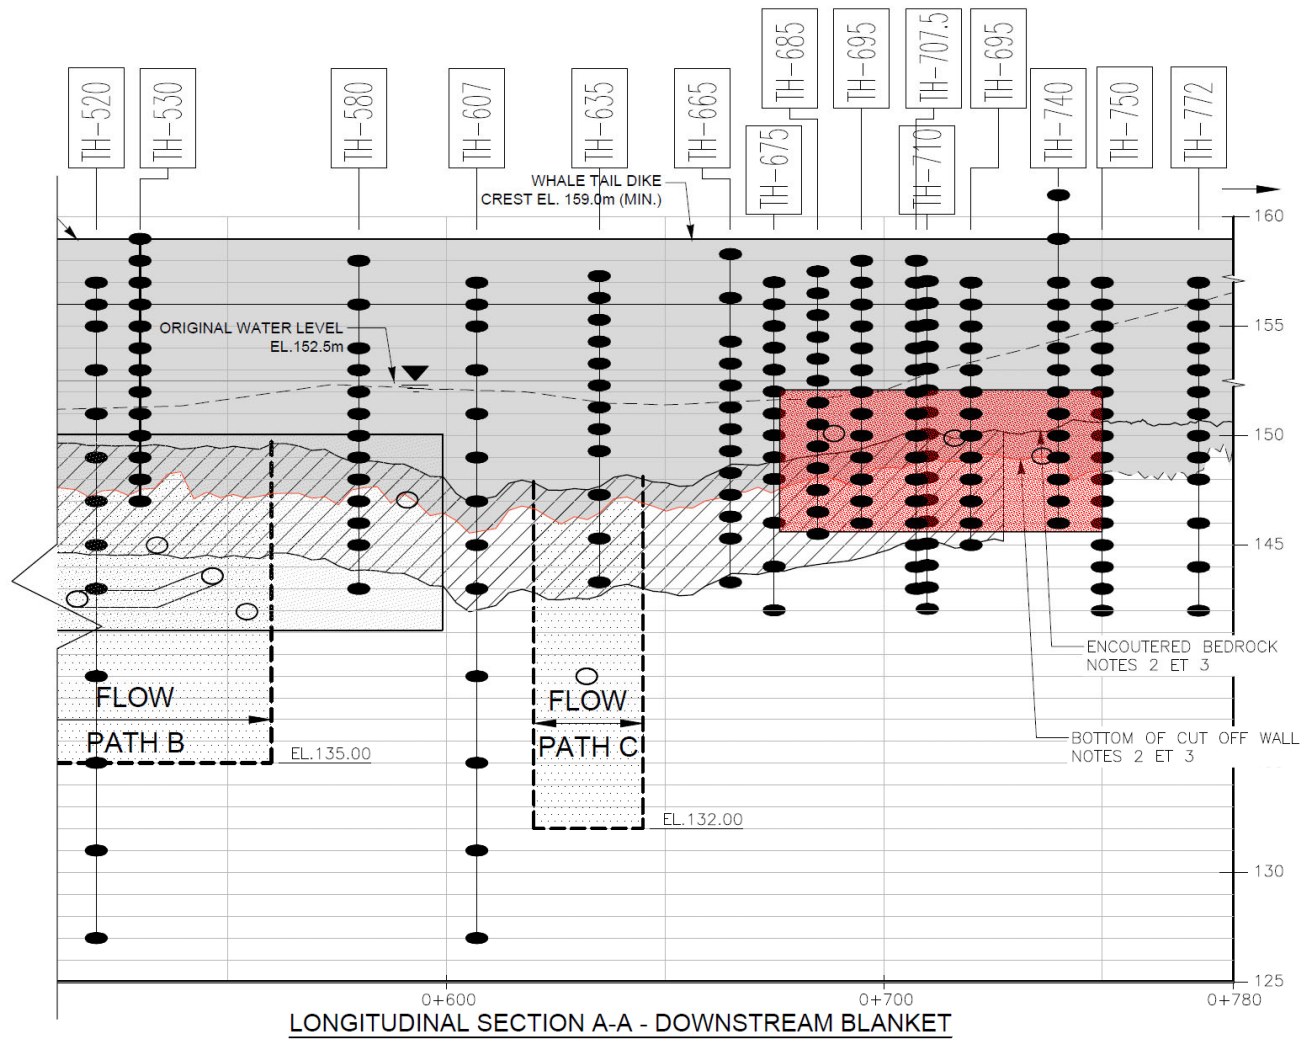 TH-520
TH-530
TH-580
TH-607
TH-635
TH-665
TH-675
TH-685
TH-695
TH-707.5
TH-710
TH-695
TH-740
TH-750
TH-772
WHALE TAIL DIKE
CREST EL. 159.0m (MIN.)
160
ORIGINAL WATER LEVEL
EL.152.5m
155
150
145
ENCOUTERED BEDROCK
NOTES 2 ET 3
FLOW
PATH B
FLOW
PATH C
BOTTOM OF CUT OFF WALL
NOTES 2 ET 3
EL.135.00
EL.132.00
130
125
0+600
0+700
0+780
LONGITUDINAL SECTION A-A - DOWNSTREAM BLANKET